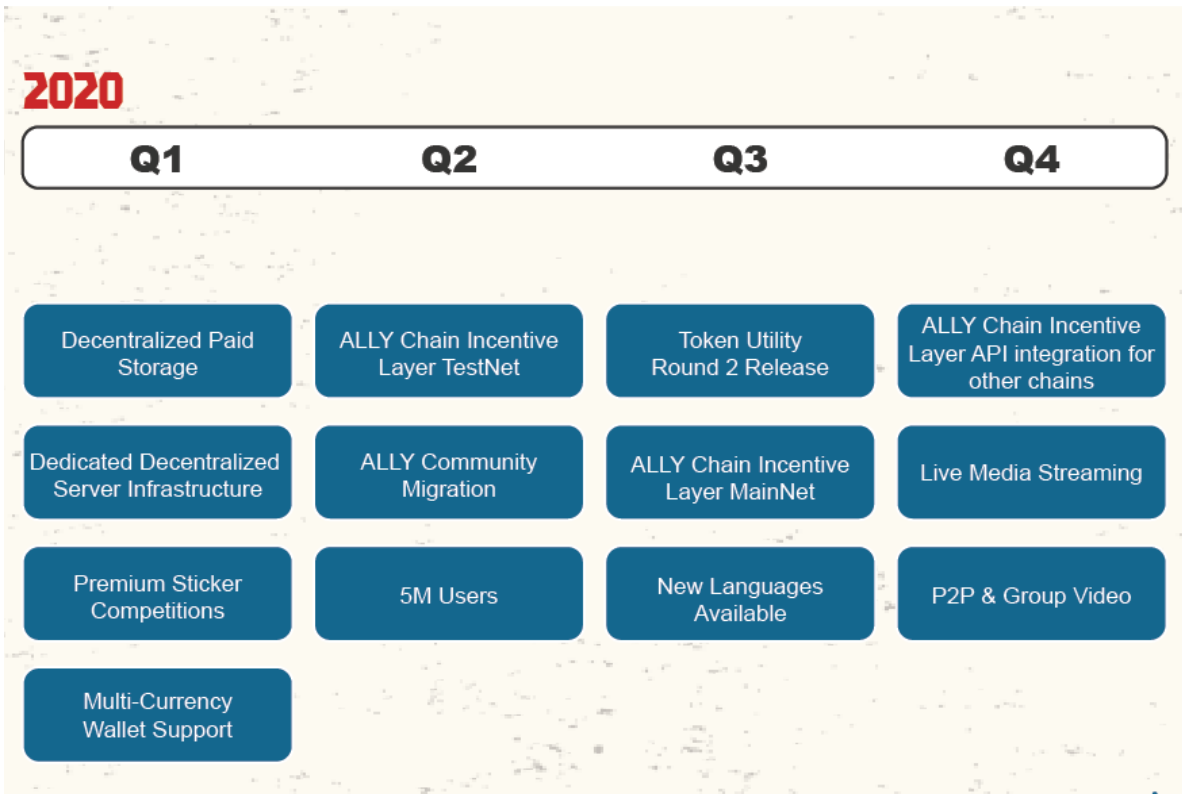 2020
Q1
Q2
Q3
Q4
Decentralized Paid
Storage
ALLY Chain Incentive
Layer TestNet
Token Utility
Round 2 Release
ALLY Chain Incentive
Layer API integration for
other chains
Dedicated Decentralized
Server Infrastructure
ALLY Community
Migration
ALLY Chain Incentive
Layer MainNet
Live Media Streaming
Premium Sticker
Competitions
5M Users
New Languages
Available
P2P & Group Video
Multi-Currency
Wallet Support